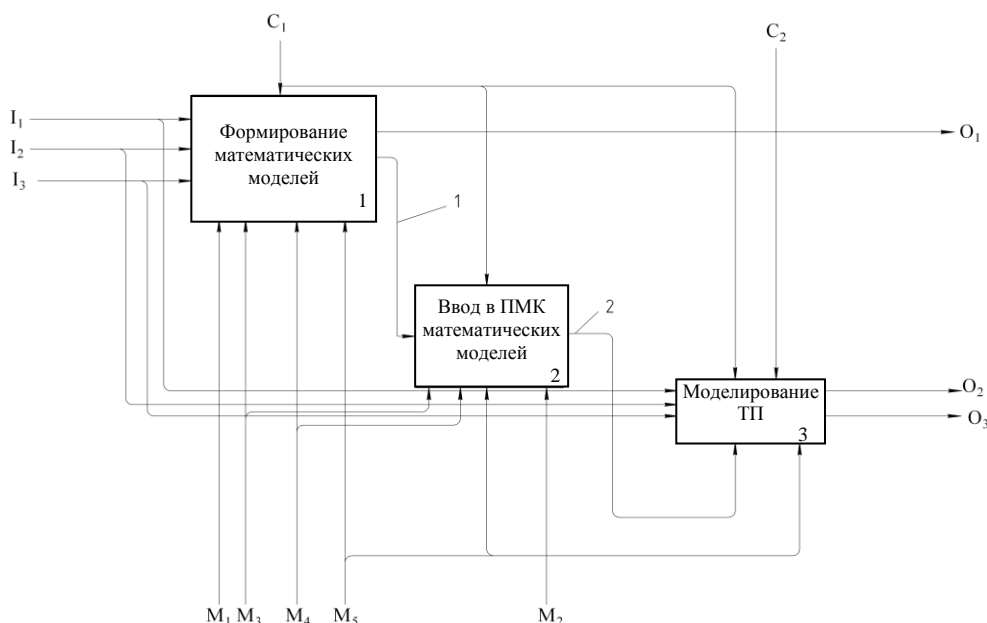 C₁
C₂
I₁
I₂
I₃
Формирование
математических
моделей
1
O₁
1
Ввод в ПМК
математических
моделей
2
2
Моделирование
ТП
3
O₂
O₃
M₁ M₃ M₄ M₅ M₂